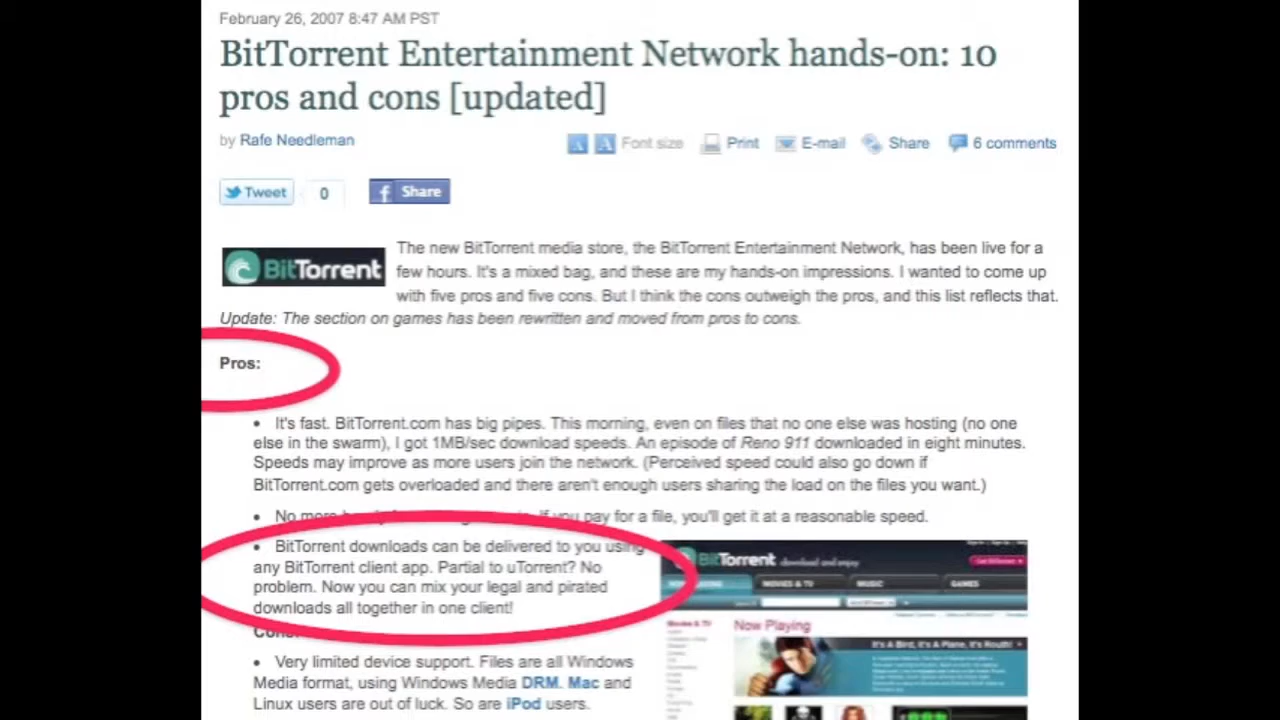 February 26, 2007 8:47 AM PST
BitTorrent Entertainment Network hands-on: 10
pros and cons [updated]
by Rafe Needleman
A A Font size Print E-mail Share 6 comments
Tweet 0 f Share
BitTorrent
The new BitTorrent media store, the BitTorrent Entertainment Network, has been live for a
few hours. It's a mixed bag, and these are my hands-on impressions. I wanted to come up
with five pros and five cons. But I think the cons outweigh the pros, and this list reflects that.
Update: The section on games has been rewritten and moved from pros to cons.
Pros:
• It's fast. BitTorrent.com has big pipes. This morning, even on files that no one else was hosting (no one
else in the swarm), I got 1MB/sec download speeds. An episode of Reno 911 downloaded in eight minutes.
Speeds may improve as more users join the network. (Perceived speed could also go down if
BitTorrent.com gets overloaded and there aren't enough users sharing the load on the files you want.)
• No more If you pay for a file, you'll get it at a reasonable speed.
• BitTorrent downloads can be delivered to you using
any BitTorrent client app. Partial to uTorrent? No
problem. Now you can mix your legal and pirated
downloads all together in one client!
Cons:
• Very limited device support. Files are all Windows
Media format, using Windows Media DRM. Mac and
Linux users are out of luck. So are iPod users.
BitTorrent download and enjoy
MOVIES & TV MUSIC GAMES
Movies & TV
Now Playing
It's A Bird, It's A Plane, It's Routh!